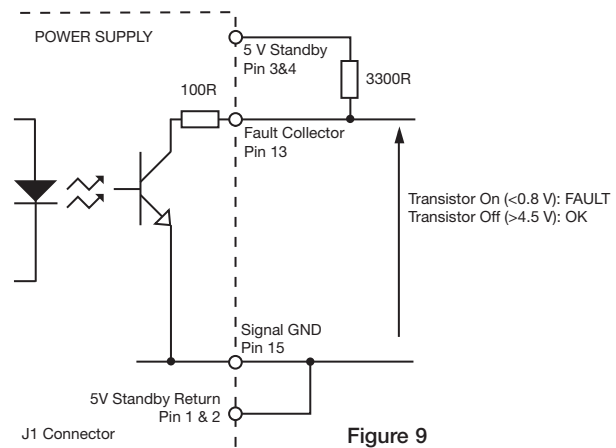 POWER SUPPLY
5 V Standby
Pin 3&4
100R
3300R
Fault Collector
Pin 13
Transistor On (<0.8 V): FAULT
Transistor Off (>4.5 V): OK
Signal GND
Pin 15
5V Standby Return
Pin 1 & 2
J1 Connector
Figure 9